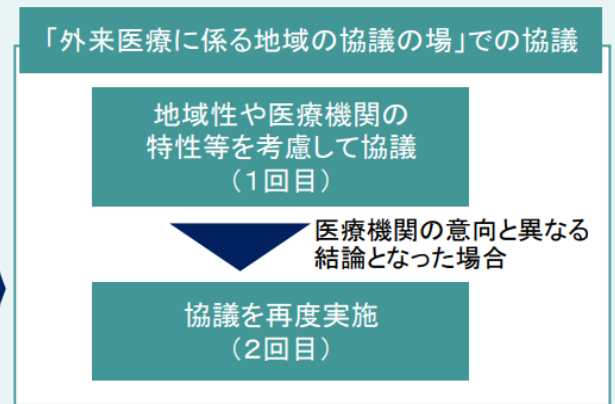 「外来医療に係る地域の協議の場」での協議
地域性や医療機関の
特性等を考慮して協議
（１回目）
医療機関の意向と異なる
結論となった場合
協議を再度実施
（２回目）